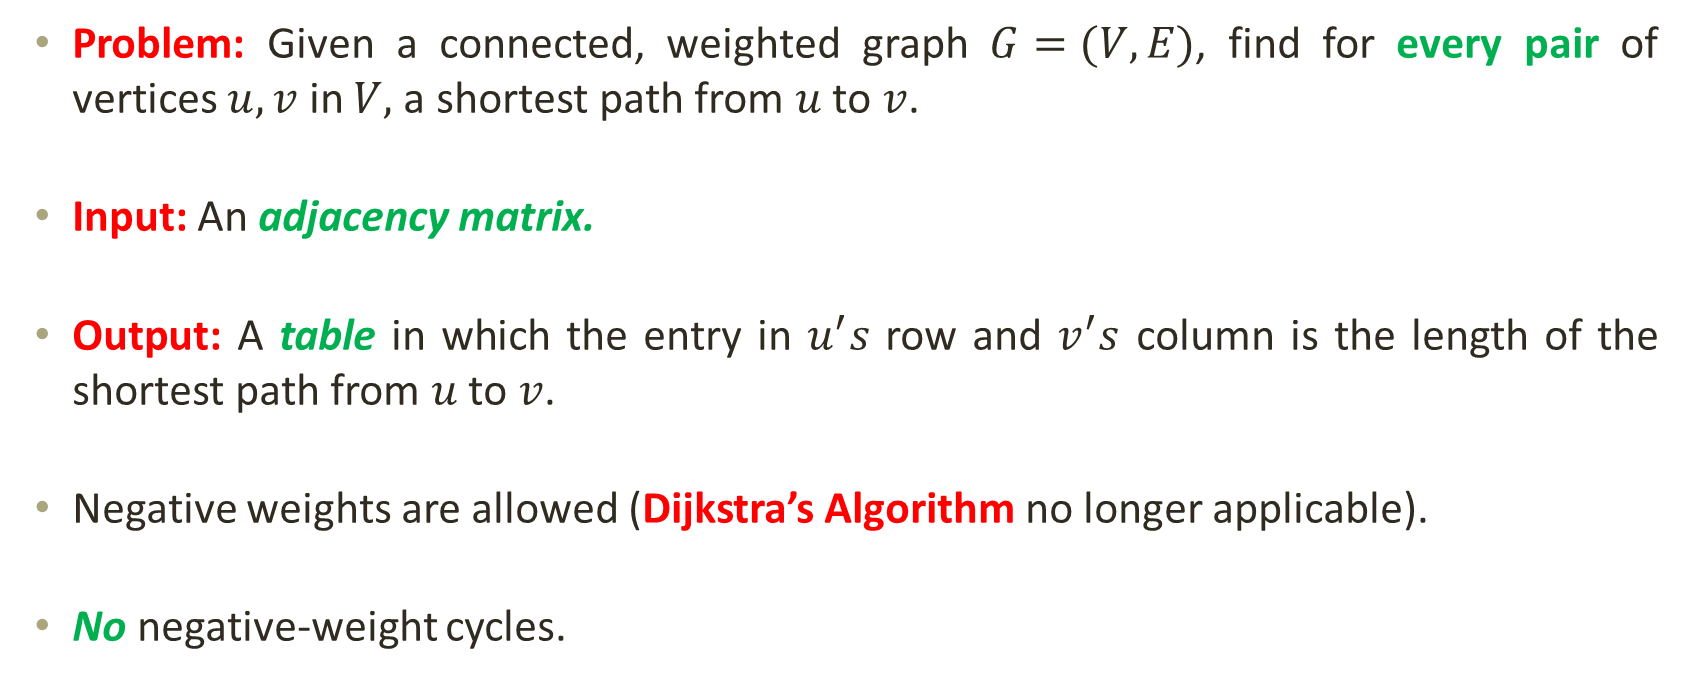 • Problem: Given a connected, weighted graph G = (V, E), find for every pair of
vertices u, v in V, a shortest path from u to v.
• Input: An adjacency matrix.
• Output: A table in which the entry in u′s row and v′s column is the length of the
shortest path from u to v.
• Negative weights are allowed (Dijkstra’s Algorithm no longer applicable).
• No negative-weight cycles.